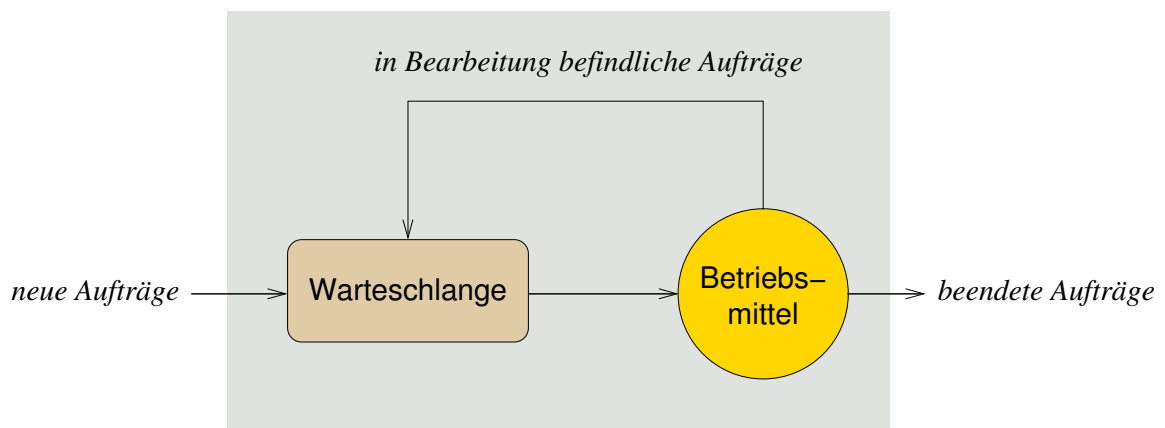 in Bearbeitung befindliche Aufträge
neue Aufträge
Warteschlange
Betriebs−
mittel
beendete Aufträge